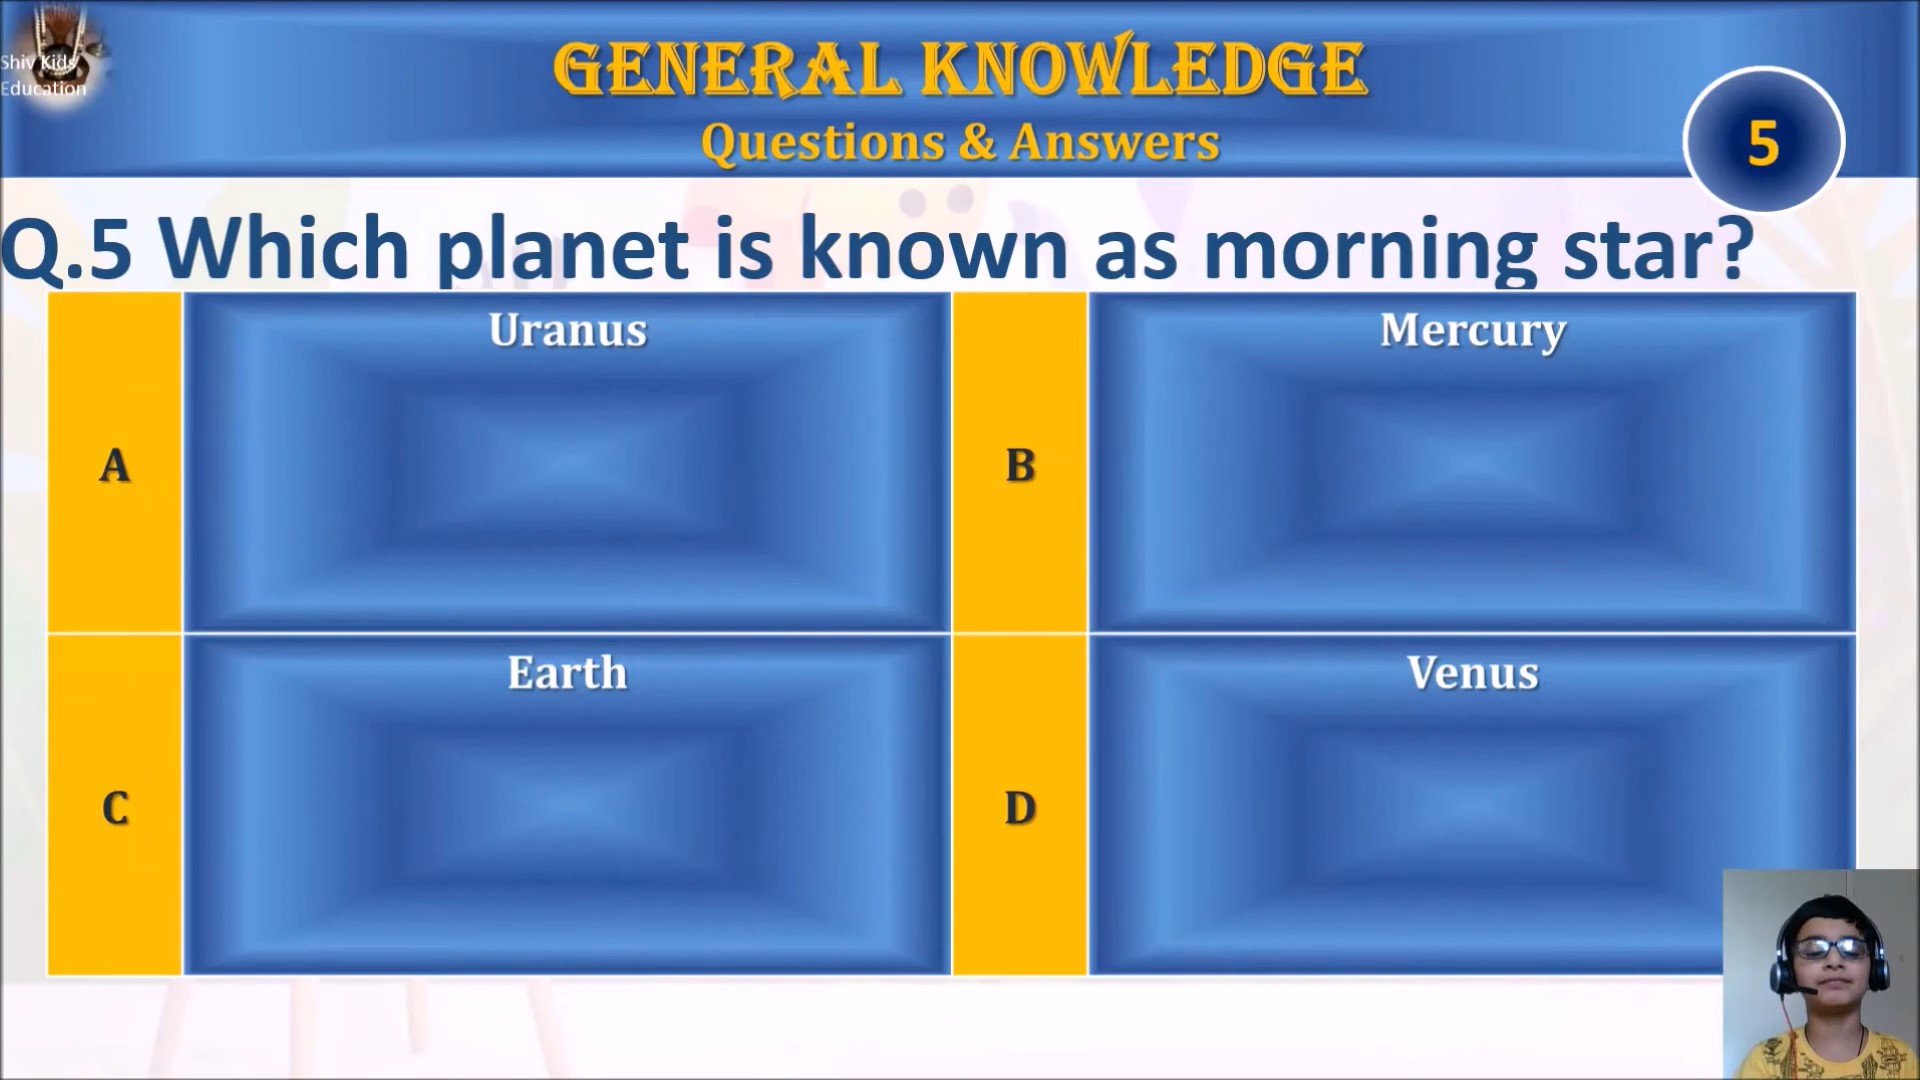 Shiv Kids
Education
GENERAL KNOWLEDGE
Questions & Answers
5
Q.5 Which planet is known as morning star?
A
Uranus
B
Mercury
C
Earth
D
Venus